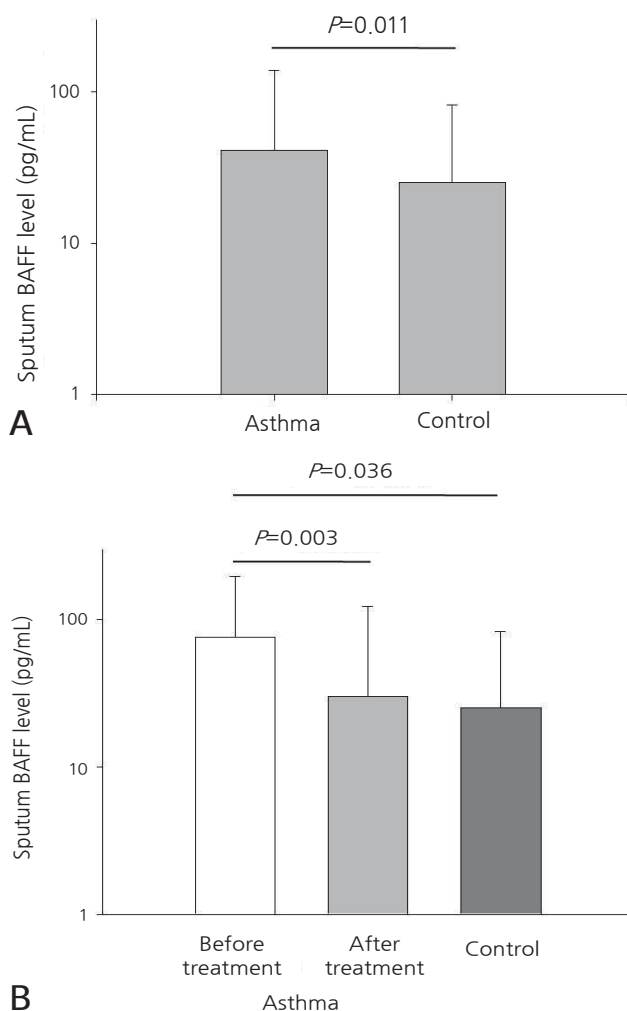 P=0.011
Sputum BAFF level (pg/mL)
100
10
1
Asthma
Control
A
P=0.036
P=0.003
Sputum BAFF level (pg/mL)
100
10
1
Before
treatment
After
treatment
Control
Asthma
B